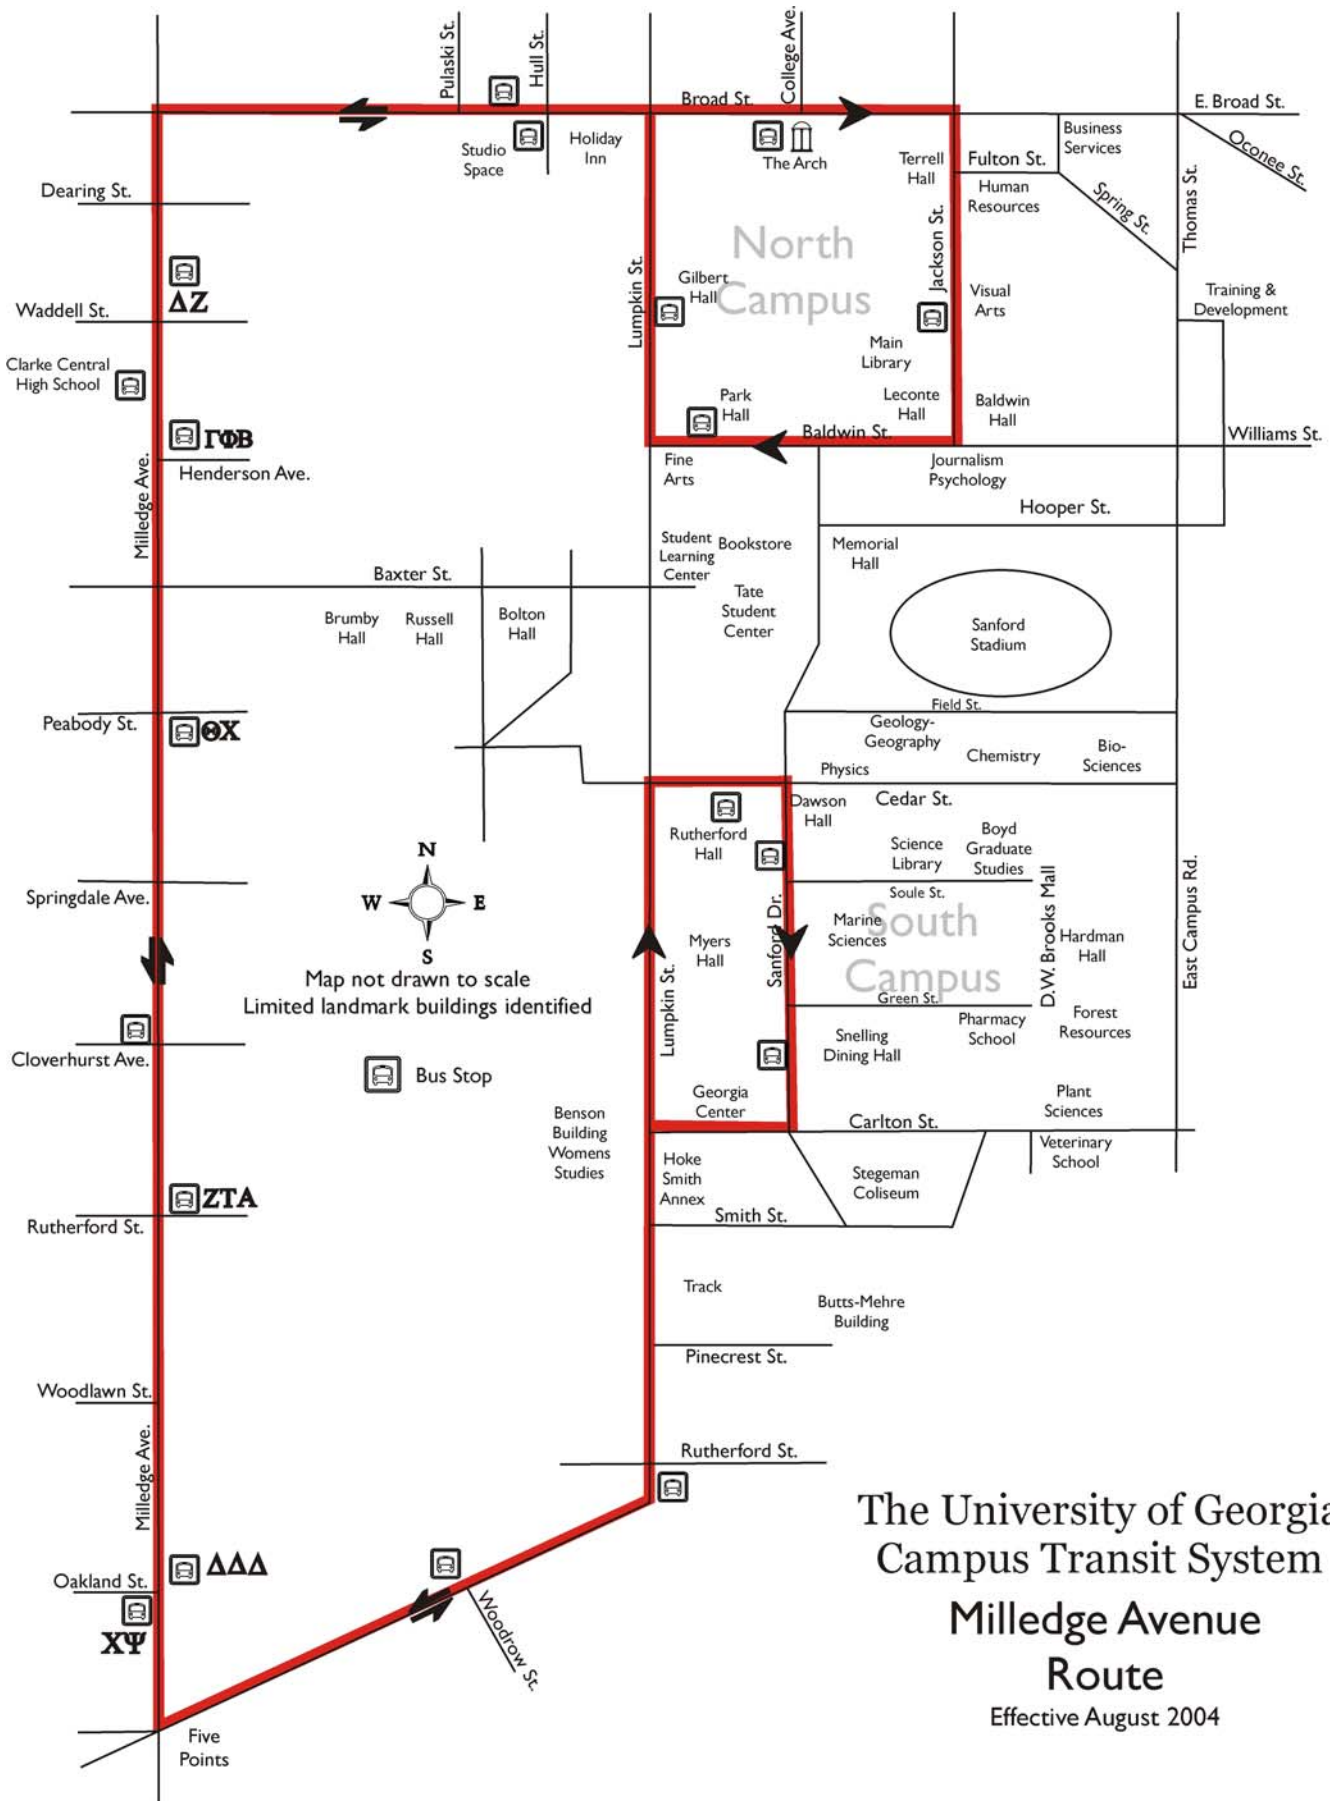 Pulaski St.
Hull St.
College Ave.
Broad St.
E. Broad St.
Oconee St.
Studio
Space
Holiday
Inn
The Arch
Terrell
Hall
Fulton St.
Business
Services
Human
Resources
Spring St.
Thomas St.
Dearing St.
North
Campus
Lumpkin St.
Gilbert
Hall
Jackson St.
Visual
Arts
Training &
Development
ΔΖ
Waddell St.
Clarke Central
High School
Main
Library
Park
Hall
Leconte
Hall
Baldwin
Hall
ΓΦΒ
Baldwin St.
Williams St.
Henderson Ave.
Milledge Ave.
Fine
Arts
Journalism
Psychology
Hooper St.
Student
Learning
Center
Bookstore
Memorial
Hall
Baxter St.
Tate
Student
Center
Brumby
Hall
Russell
Hall
Bolton
Hall
Sanford
Stadium
Peabody St.
ΘΧ
Field St.
Geology-
Geography
Chemistry
Bio-
Sciences
Physics
Dawson
Hall
Cedar St.
Rutherford
Hall
Science
Library
Boyd
Graduate
Studies
Springdale Ave.
N
W
E
S
Soule St.
South
Campus
Marine
Sciences
Myers
Hall
Sanford Dr.
D.W. Brooks Mall
Hardman
Hall
East Campus Rd.
Map not drawn to scale
Limited landmark buildings identified
Lumpkin St.
Green St.
Pharmacy
School
Forest
Resources
Snelling
Dining Hall
Cloverhurst Ave.
Bus Stop
Georgia
Center
Plant
Sciences
Benson
Building
Womens
Studies
Carlton St.
Hoke
Smith
Annex
Stegeman
Coliseum
Veterinary
School
ΖΤΑ
Rutherford St.
Smith St.
Track
Butts-Mehre
Building
Pinecrest St.
Woodlawn St.
Milledge Ave.
Rutherford St.
ΔΔΔ
Oakland St.
ΧΨ
Woodrow St.
Five
Points
The University of Georgia
Campus Transit System
Milledge Avenue
Route
Effective August 2004